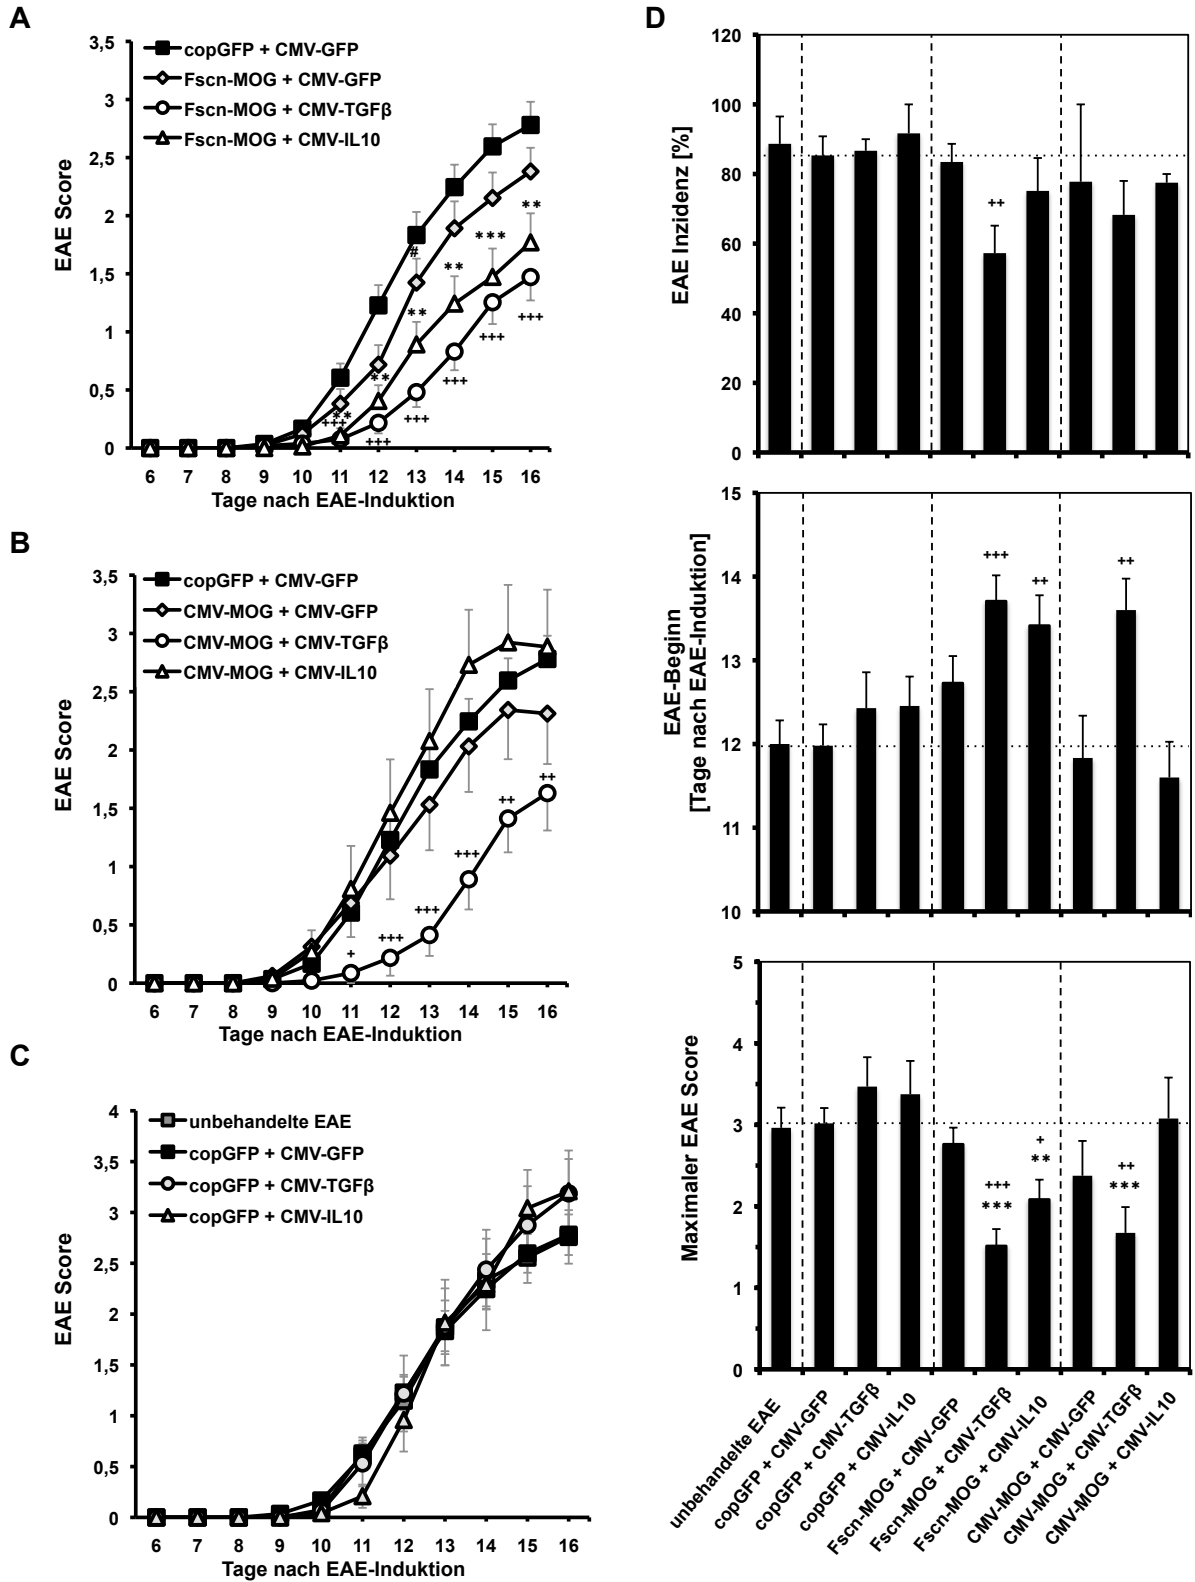 A
3,5
3
2,5
2
1,5
1
0,5
0
EAE Score
copGFP + CMV-GFP
Fscn-MOG + CMV-GFP
Fscn-MOG + CMV-TGFβ
Fscn-MOG + CMV-IL10
#
**
***
**
**
**
**
+++
+++
+++
+++
+++
+++
6 7 8 9 10 11 12 13 14 15 16
Tage nach EAE-Induktion
B
3,5
3
2,5
2
1,5
1
0,5
0
EAE Score
copGFP + CMV-GFP
CMV-MOG + CMV-GFP
CMV-MOG + CMV-TGFβ
CMV-MOG + CMV-IL10
+
+++
+++
+++
++
++
6 7 8 9 10 11 12 13 14 15 16
Tage nach EAE-Induktion
C
4
3,5
3
2,5
2
1,5
1
0,5
0
EAE Score
unbehandelte EAE
copGFP + CMV-GFP
copGFP + CMV-TGFβ
copGFP + CMV-IL10
6 7 8 9 10 11 12 13 14 15 16
Tage nach EAE-Induktion
D
120
100
80
60
40
20
0
EAE Inzidenz [%]
++
15
14
13
12
11
10
EAE-Beginn
[Tage nach EAE-Induktion]
+++
++
++
5
4
3
2
1
0
Maximaler EAE Score
+++
***
+
**
++
***
unbehandelte EAE
copGFP + CMV-GFP
copGFP + CMV-TGFβ
copGFP + CMV-IL10
Fscn-MOG + CMV-GFP
Fscn-MOG + CMV-TGFβ
Fscn-MOG + CMV-IL10
CMV-MOG + CMV-GFP
CMV-MOG + CMV-TGFβ
CMV-MOG + CMV-IL10